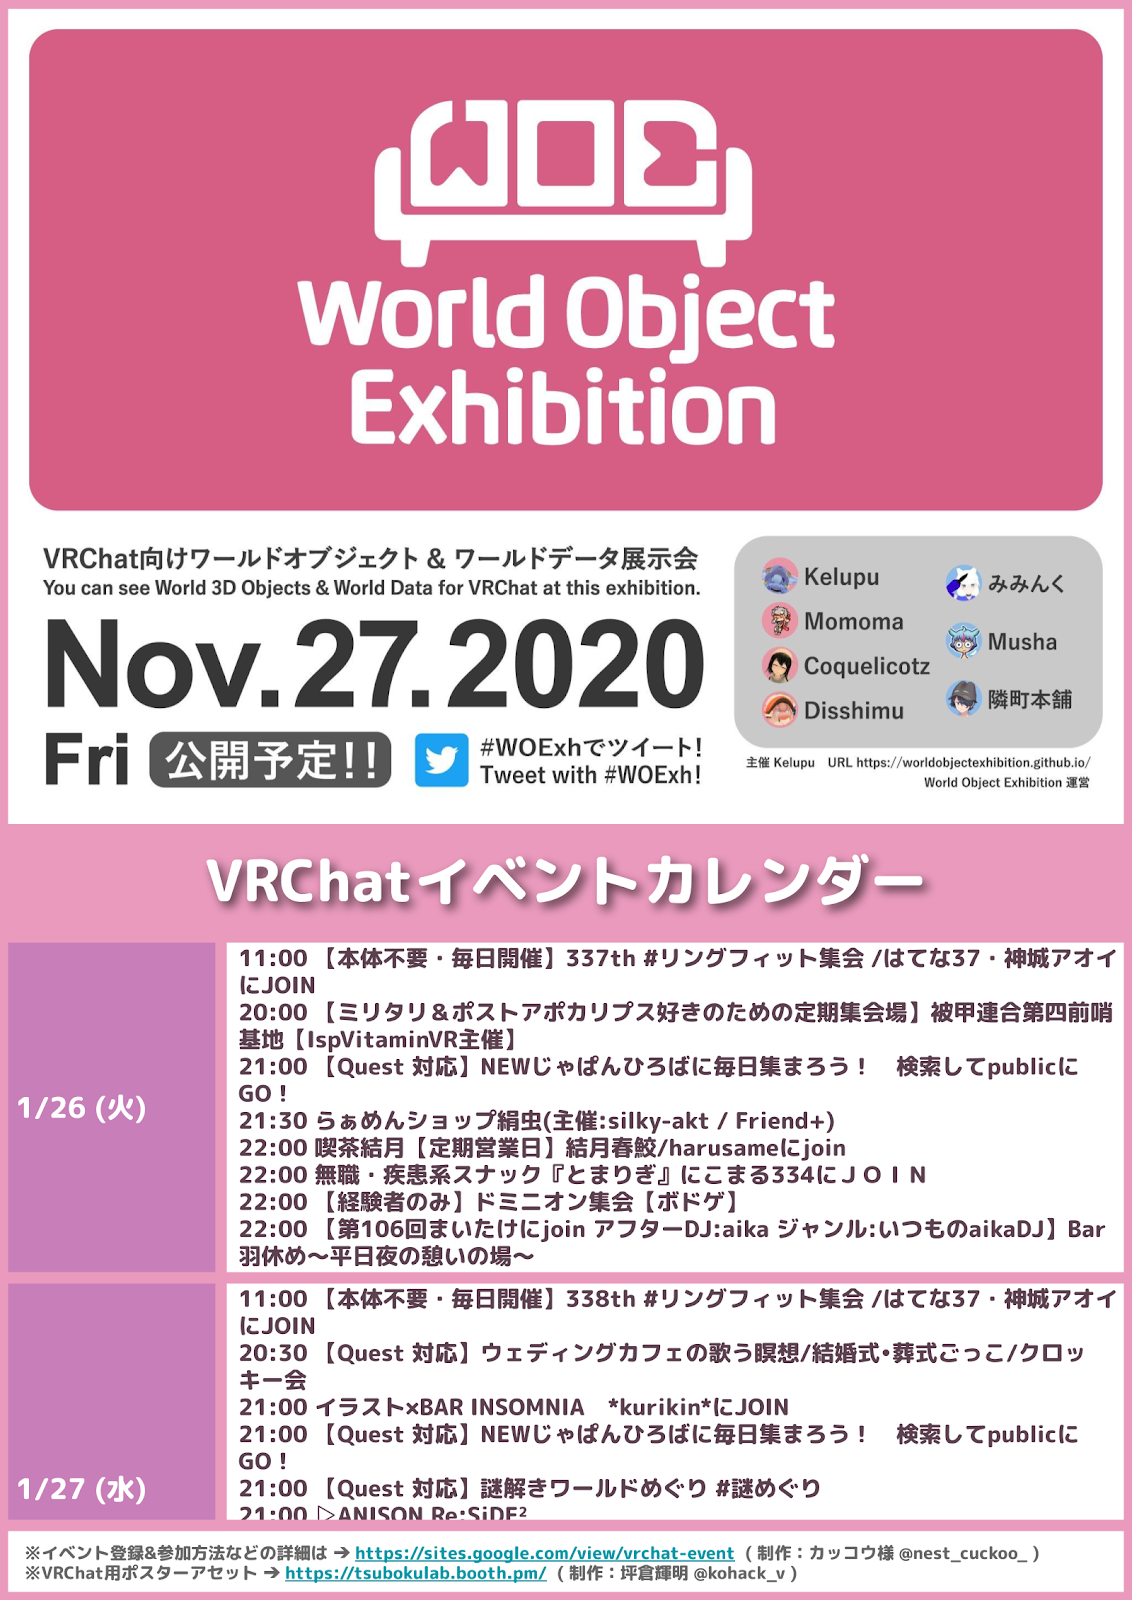 WOE
World Object
Exhibition
VRChat向けワールドオブジェクト & ワールドデータ展示会
You can see World 3D Objects & World Data for VRChat at this exhibition.
Nov.27.2020
Fri 公開予定!!
#WOExhでツイート!
Tweet with #WOExh!
Kelupu
Momoma
Coquelicotz
Disshimu
みみんく
Musha
隣町本舗
主催 Kelupu URL https://worldobjectexhibition.github.io/
World Object Exhibition 運営
VRChatイベントカレンダー
1/26 (火)
11:00 【本体不要・毎日開催】337th #リングフィット集会 /はてな37・神城アオイ
にJOIN
20:00 【ミリタリ＆ポストアポカリプス好きのための定期集会場】被甲連合第四前哨
基地【IspVitaminVR主催】
21:00 【Quest 対応】NEWじゃぱんひろばに毎日集まろう！　検索してpublicに
GO！
21:30 らぁめんショップ絹虫(主催:silky-akt / Friend+)
22:00 喫茶結月【定期営業日】結月春鮫/harusameにjoin
22:00 無職・疾患系スナック『とまりぎ』にこまる334にＪＯＩＮ
22:00 【経験者のみ】ドミニオン集会【ボドゲ】
22:00 【第106回まいたけにjoin アフターDJ:aika ジャンル:いつものaikaDJ】Bar
羽休め～平日夜の憩いの場～
1/27 (水)
11:00 【本体不要・毎日開催】338th #リングフィット集会 /はてな37・神城アオイ
にJOIN
20:30 【Quest 対応】ウェディングカフェの歌う瞑想/結婚式•葬式ごっこ/クロッ
キー会
21:00 イラスト×BAR INSOMNIA　*kurikin*にJOIN
21:00 【Quest 対応】NEWじゃぱんひろばに毎日集まろう！　検索してpublicに
GO！
21:00 【Quest 対応】謎解きワールドめぐり #謎めぐり
21:00 ▷ANISON Re:SiDE²
※イベント登録&参加方法などの詳細は ➔ https://sites.google.com/view/vrchat-event （制作：カッコウ様 @nest_cuckoo_ ）
※VRChat用ポスターアセット ➔ https://tsubokulab.booth.pm/ （制作：坪倉輝明 @kohack_v ）